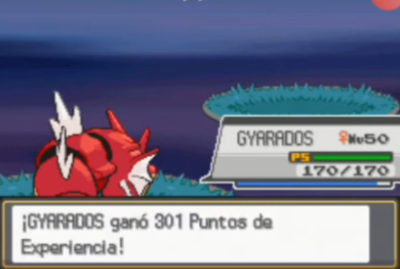 GYARADOS ♀Nv50
PS
170/170
¡GYARADOS ganó 301 Puntos de
Experiencia!